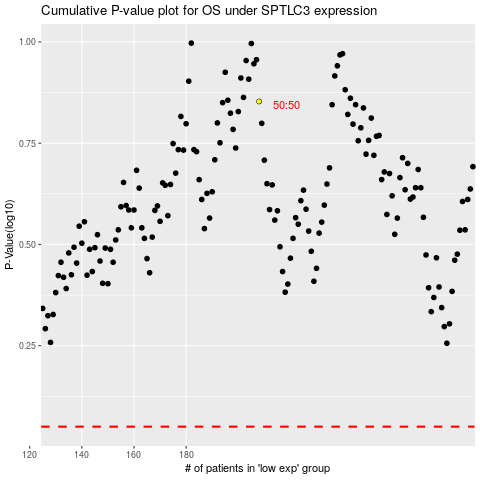 Cumulative P-value plot for OS under SPTLC3 expression
1.00
0.75
0.50
0.25
P-Value(log10)
50:50
120 140 160 180
# of patients in 'low exp' group